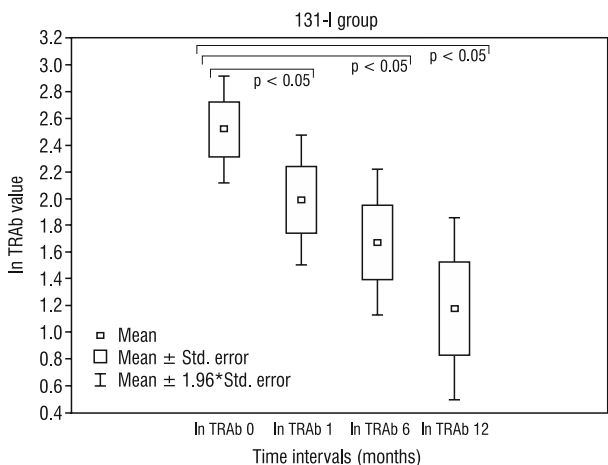 131-I group
3.2
3.0
2.8
2.6
2.4
2.2
2.0
1.8
1.6
1.4
1.2
1.0
0.8
0.6
0.4
ln TRAb value
p < 0.05
p < 0.05
p < 0.05
Mean
Mean ± Std. error
Mean ± 1.96*Std. error
ln TRAb 0 ln TRAb 1 ln TRAb 6 ln TRAb 12
Time intervals (months)